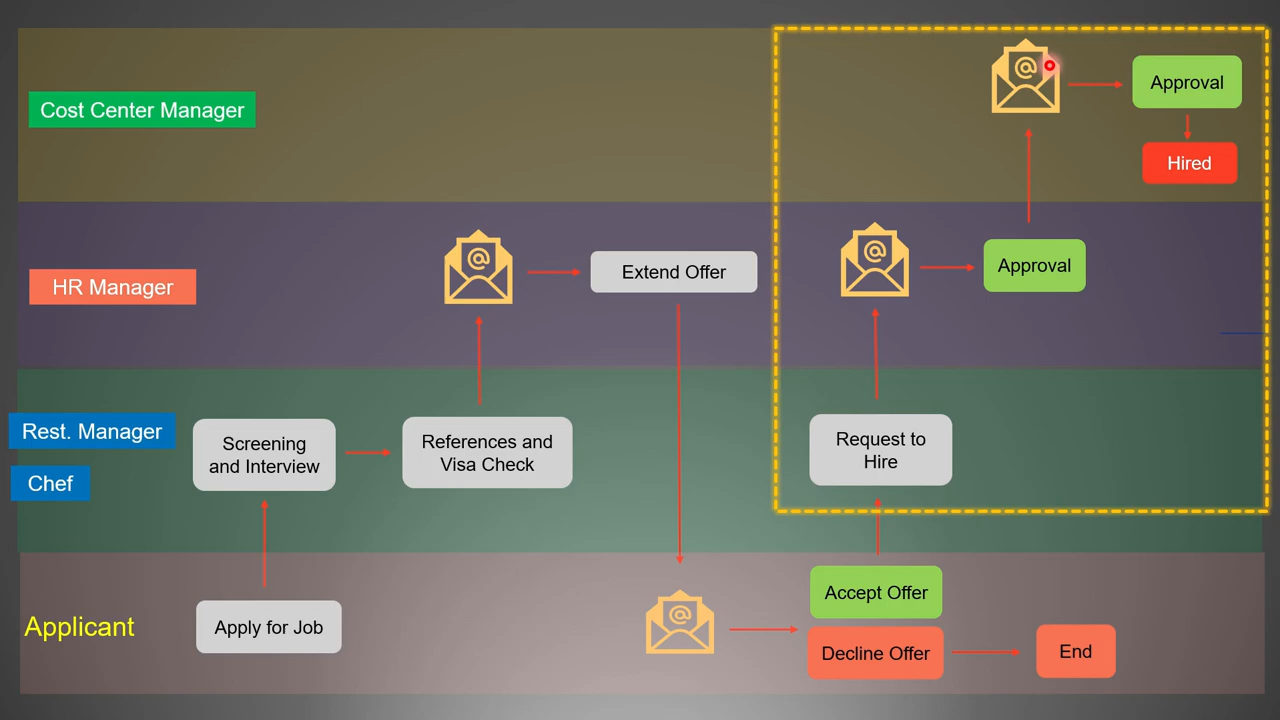 Cost Center Manager
@
Approval
Hired
HR Manager
@
Extend Offer
@
Approval
Rest. Manager
Chef
Screening
and Interview
References and
Visa Check
Request to
Hire
Applicant
Apply for Job
@
Accept Offer
Decline Offer
End